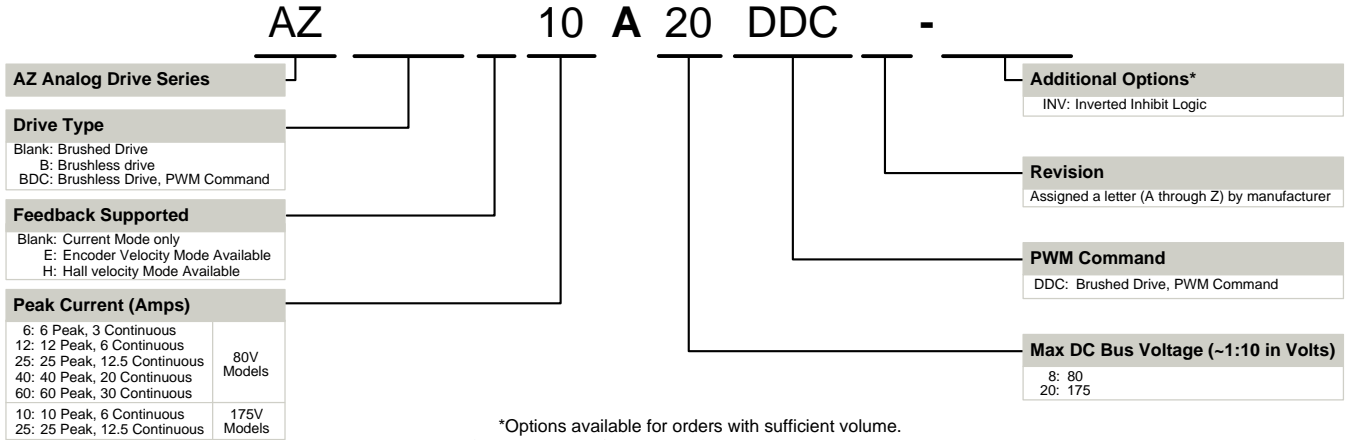 AZ 10 A 20 DDC -
AZ Analog Drive Series
Drive Type
Blank: Brushed Drive
B: Brushless drive
BDC: Brushless Drive, PWM Command
Feedback Supported
Blank: Current Mode only
E: Encoder Velocity Mode Available
H: Hall velocity Mode Available
Peak Current (Amps)
6: 6 Peak, 3 Continuous
12: 12 Peak, 6 Continuous
25: 25 Peak, 12.5 Continuous
40: 40 Peak, 20 Continuous
60: 60 Peak, 30 Continuous
80V
Models
10: 10 Peak, 6 Continuous
25: 25 Peak, 12.5 Continuous
175V
Models
Additional Options*
INV: Inverted Inhibit Logic
Revision
Assigned a letter (A through Z) by manufacturer
PWM Command
DDC: Brushed Drive, PWM Command
Max DC Bus Voltage (~1:10 in Volts)
8: 80
20: 175
*Options available for orders with sufficient volume.